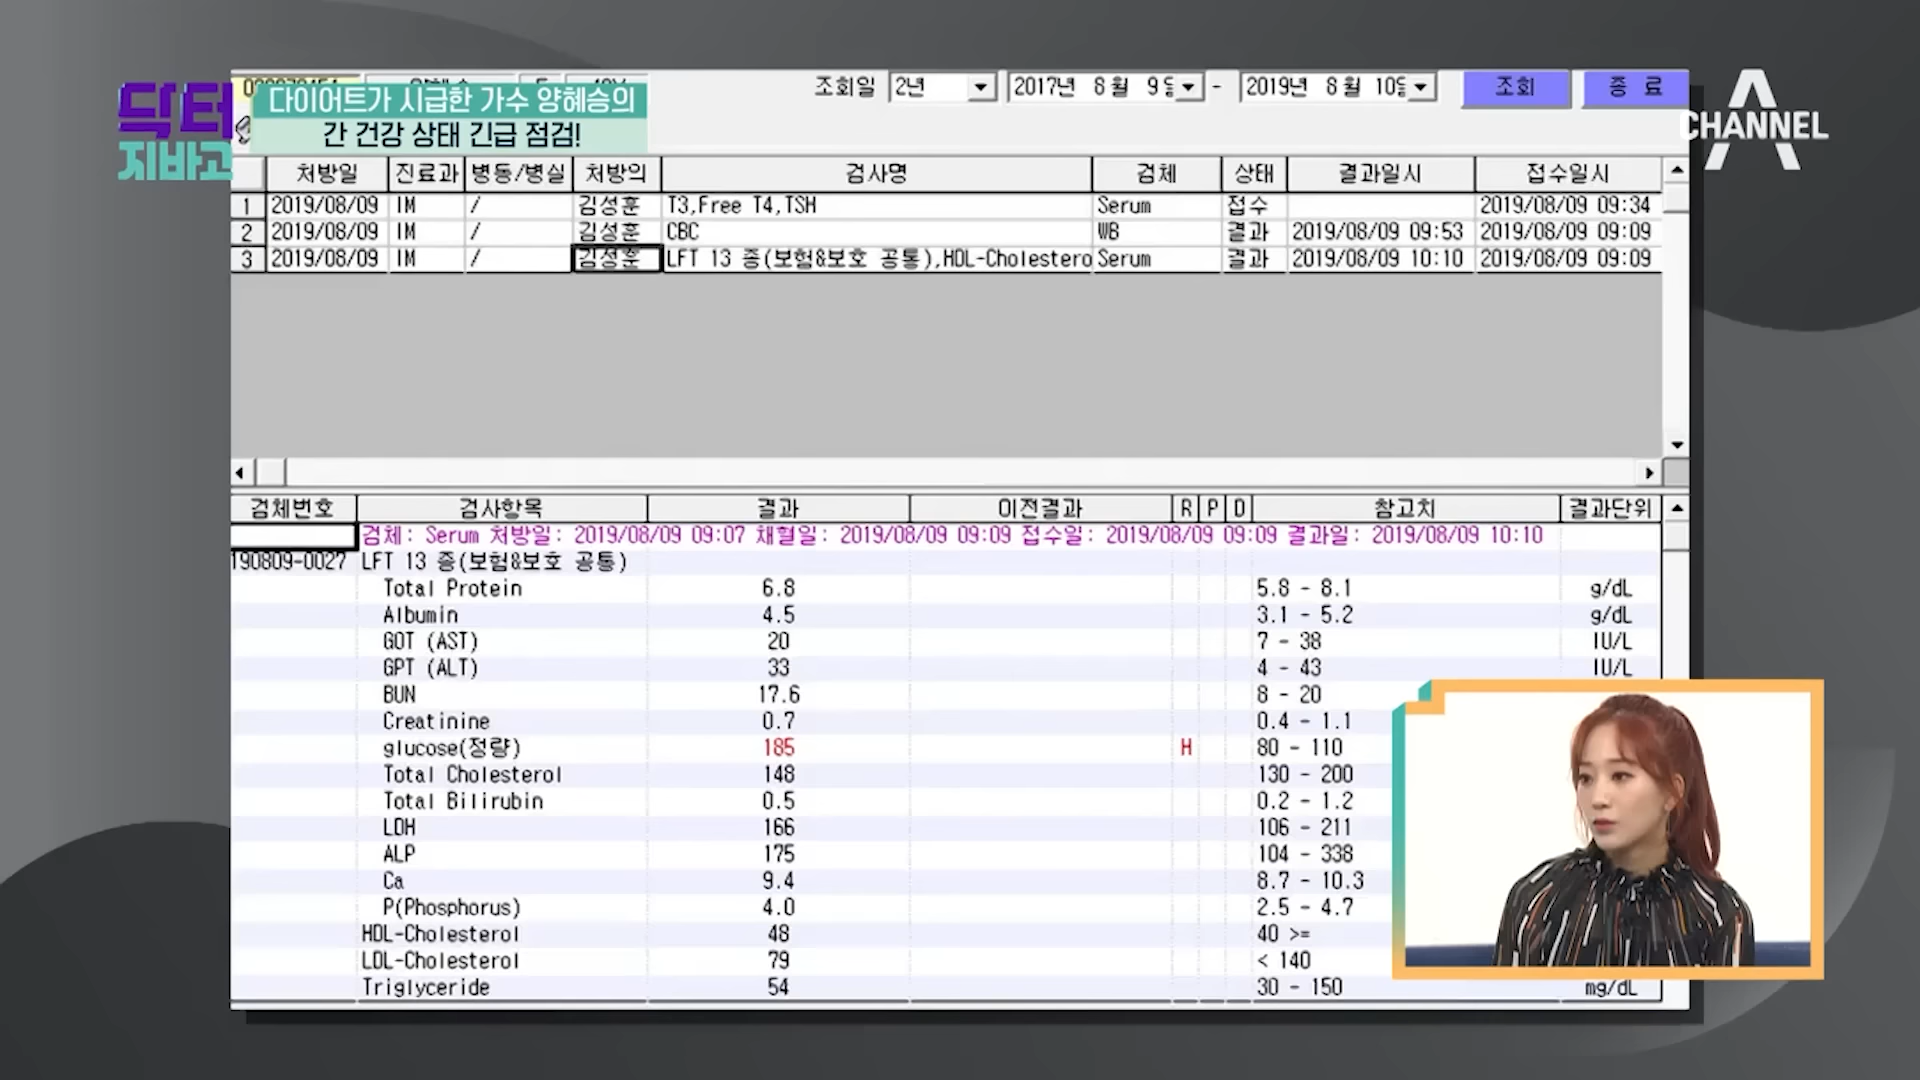 닥터
지바고
다이어트가 시급한 가수 양혜승의
간 건강 상태 긴급 점검!
조회일 2년 2017년 8월 9일 - 2019년 8월 10일 조회 종료
CHANNEL A
처방일 진료과 병동/병실 처방의 검사명 검체 상태 결과일시 접수일시
1 2019/08/09 IM / 김성훈 T3,Free T4,TSH Serum 접수 2019/08/09 09:34
2 2019/08/09 IM / 김성훈 CBC WB 결과 2019/08/09 09:53 2019/08/09 09:09
3 2019/08/09 IM / 김성훈 LFT 13 종(보험&보호 공통),HDL-Cholestero Serum 결과 2019/08/09 10:10 2019/08/09 09:09
검체번호 검사항목 결과 이전결과 R P D 참고치 결과단위
검체: Serum 처방일: 2019/08/09 09:07 채혈일: 2019/08/09 09:09 접수일: 2019/08/09 09:09 결과일: 2019/08/09 10:10
190809-0027 LFT 13 종(보험&보호 공통)
Total Protein 6.8 5.8 - 8.1 g/dL
Albumin 4.5 3.1 - 5.2 g/dL
GOT (AST) 20 7 - 38 IU/L
GPT (ALT) 33 4 - 43 IU/L
BUN 17.6 8 - 20
Creatinine 0.7 0.4 - 1.1
glucose(정량) 185 H 80 - 110
Total Cholesterol 148 130 - 200
Total Bilirubin 0.5 0.2 - 1.2
LDH 166 106 - 211
ALP 175 104 - 338
Ca 9.4 8.7 - 10.3
P(Phosphorus) 4.0 2.5 - 4.7
HDL-Cholesterol 48 40 >=
LDL-Cholesterol 79 < 140
Triglyceride 54 30 - 150 mg/dL